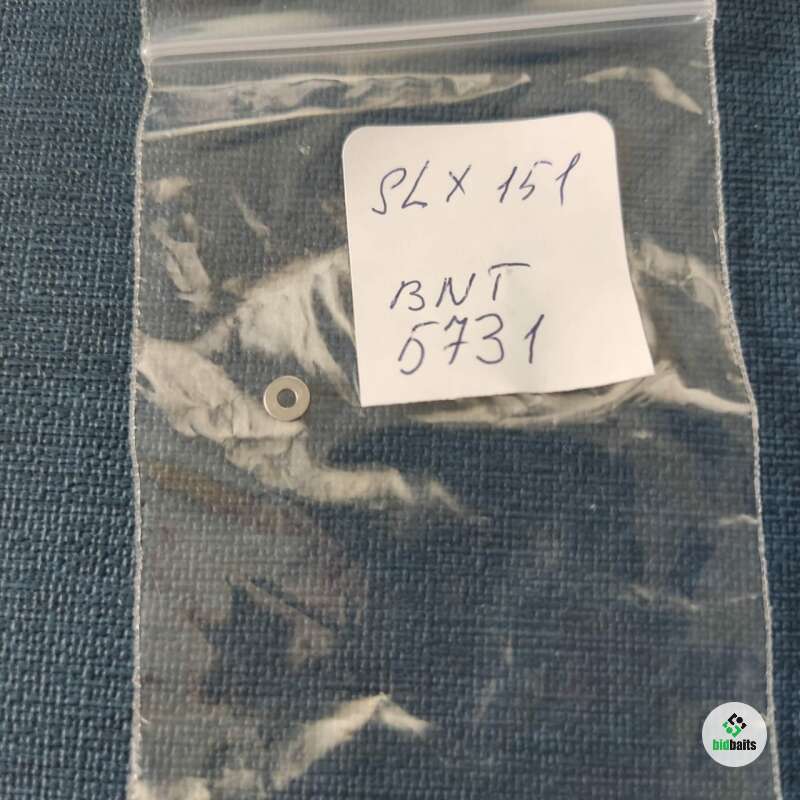 SLX 151
BNT
5731
bidbaits